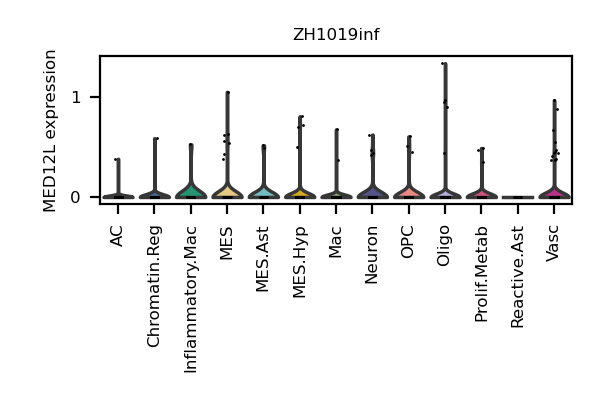 ZH1019inf
MED12L expression
1
0
AC
Chromatin.Reg
Inflammatory.Mac
MES
MES.Ast
MES.Hyp
Mac
Neuron
OPC
Oligo
Prolif.Metab
Reactive.Ast
Vasc